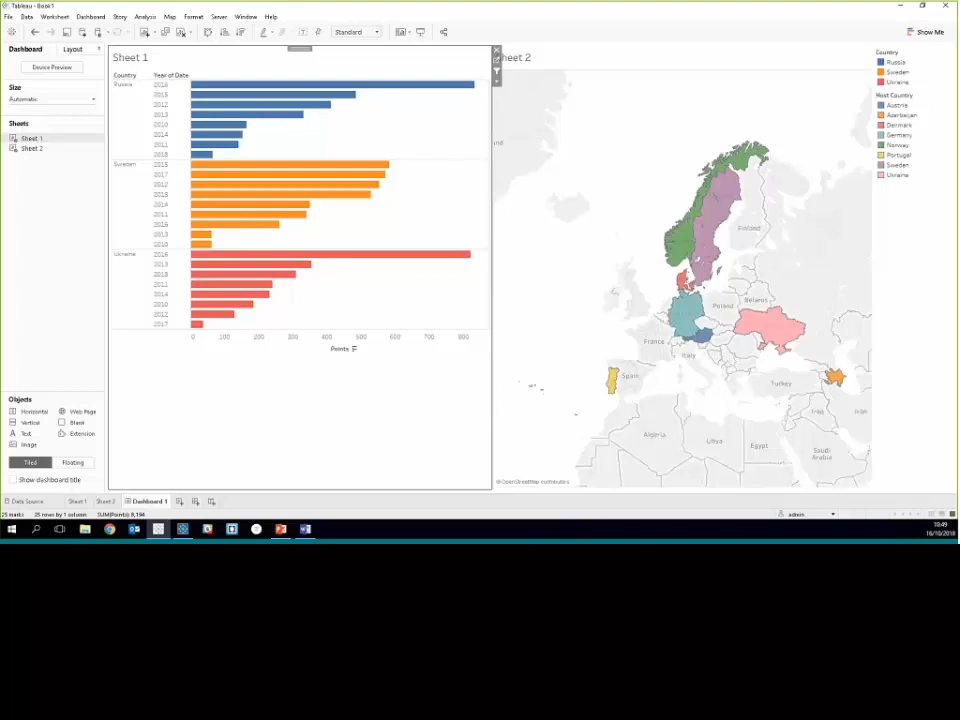 Tableau - Book1
File Data Worksheet Dashboard Story Analysis Map Format Server Window Help
Standard
Show Me
Dashboard Layout
Device Preview
Size
Automatic
Sheets
Sheet 1
Sheet 2
Objects
Horizontal Web Page
Vertical Blank
Text Extension
Image
Tiled Floating
Show dashboard title
Sheet 1
Country Year of Date
Russia 2016
2015
2012
2013
2010
2014
2011
2018
Sweden 2015
2017
2012
2018
2014
2011
2016
2013
2010
Ukraine 2016
2013
2018
2011
2014
2010
2012
2017
0 100 200 300 400 500 600 700 800
Points
heet 2
Finland
Poland
Belarus
France
Italy
Spain
Turkey
Algeria
Libya
Egypt
Iraq
Iran
Saudi
Arabia
© OpenStreetMap contributors
Country
Russia
Sweden
Ukraine
Host Country
Austria
Azerbaijan
Denmark
Germany
Norway
Portugal
Sweden
Ukraine
Data Source Sheet 1 Sheet 2 Dashboard 1
25 marks 25 rows by 1 column SUM(Points): 8,194
admin
10:49
16/10/2018